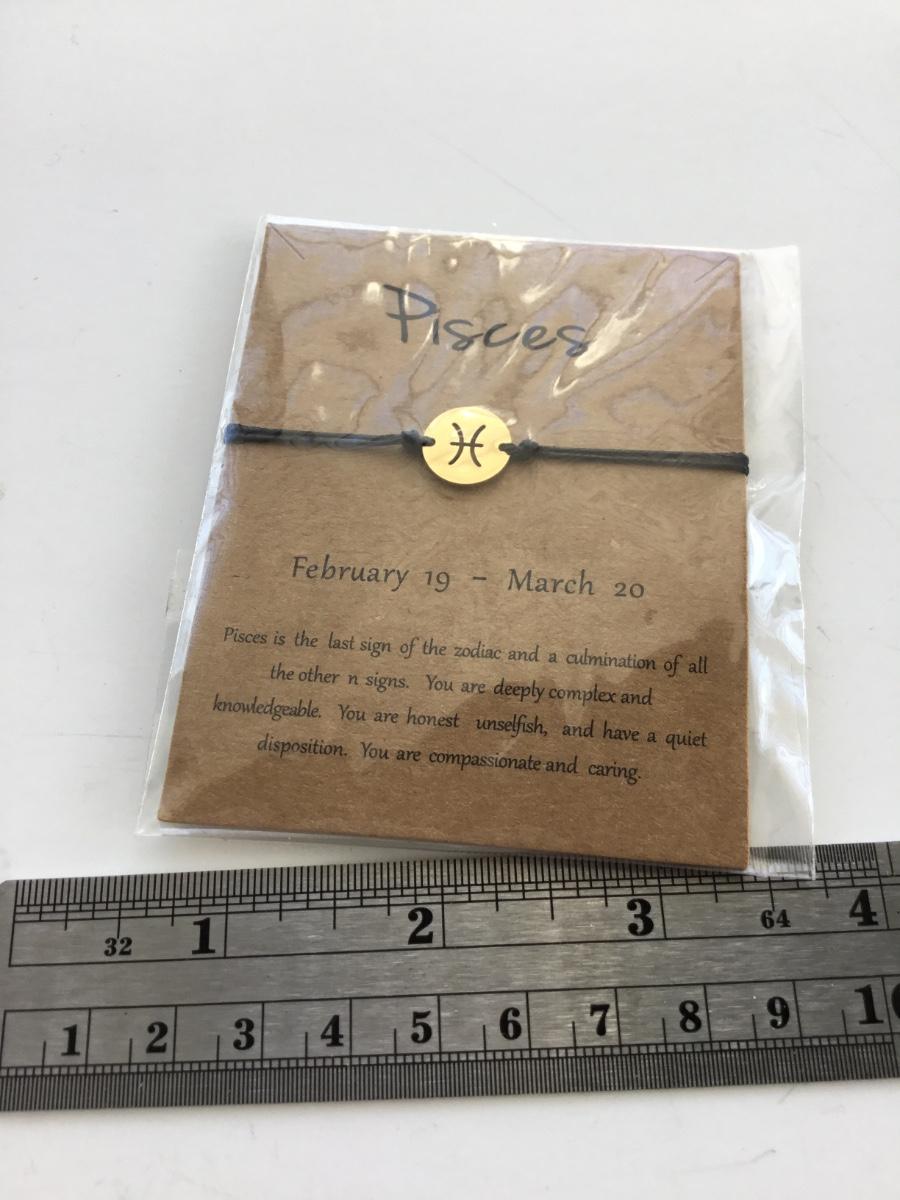 Pisces
February 19 - March 20
Pisces is the last sign of the zodiac and a culmination of all
the other n signs. You are deeply complex and
knowledgeable. You are honest unselfish, and have a quiet
disposition. You are compassionate and caring.
32 1 2 3 64 4
1 2 3 4 5 6 7 8 9 10